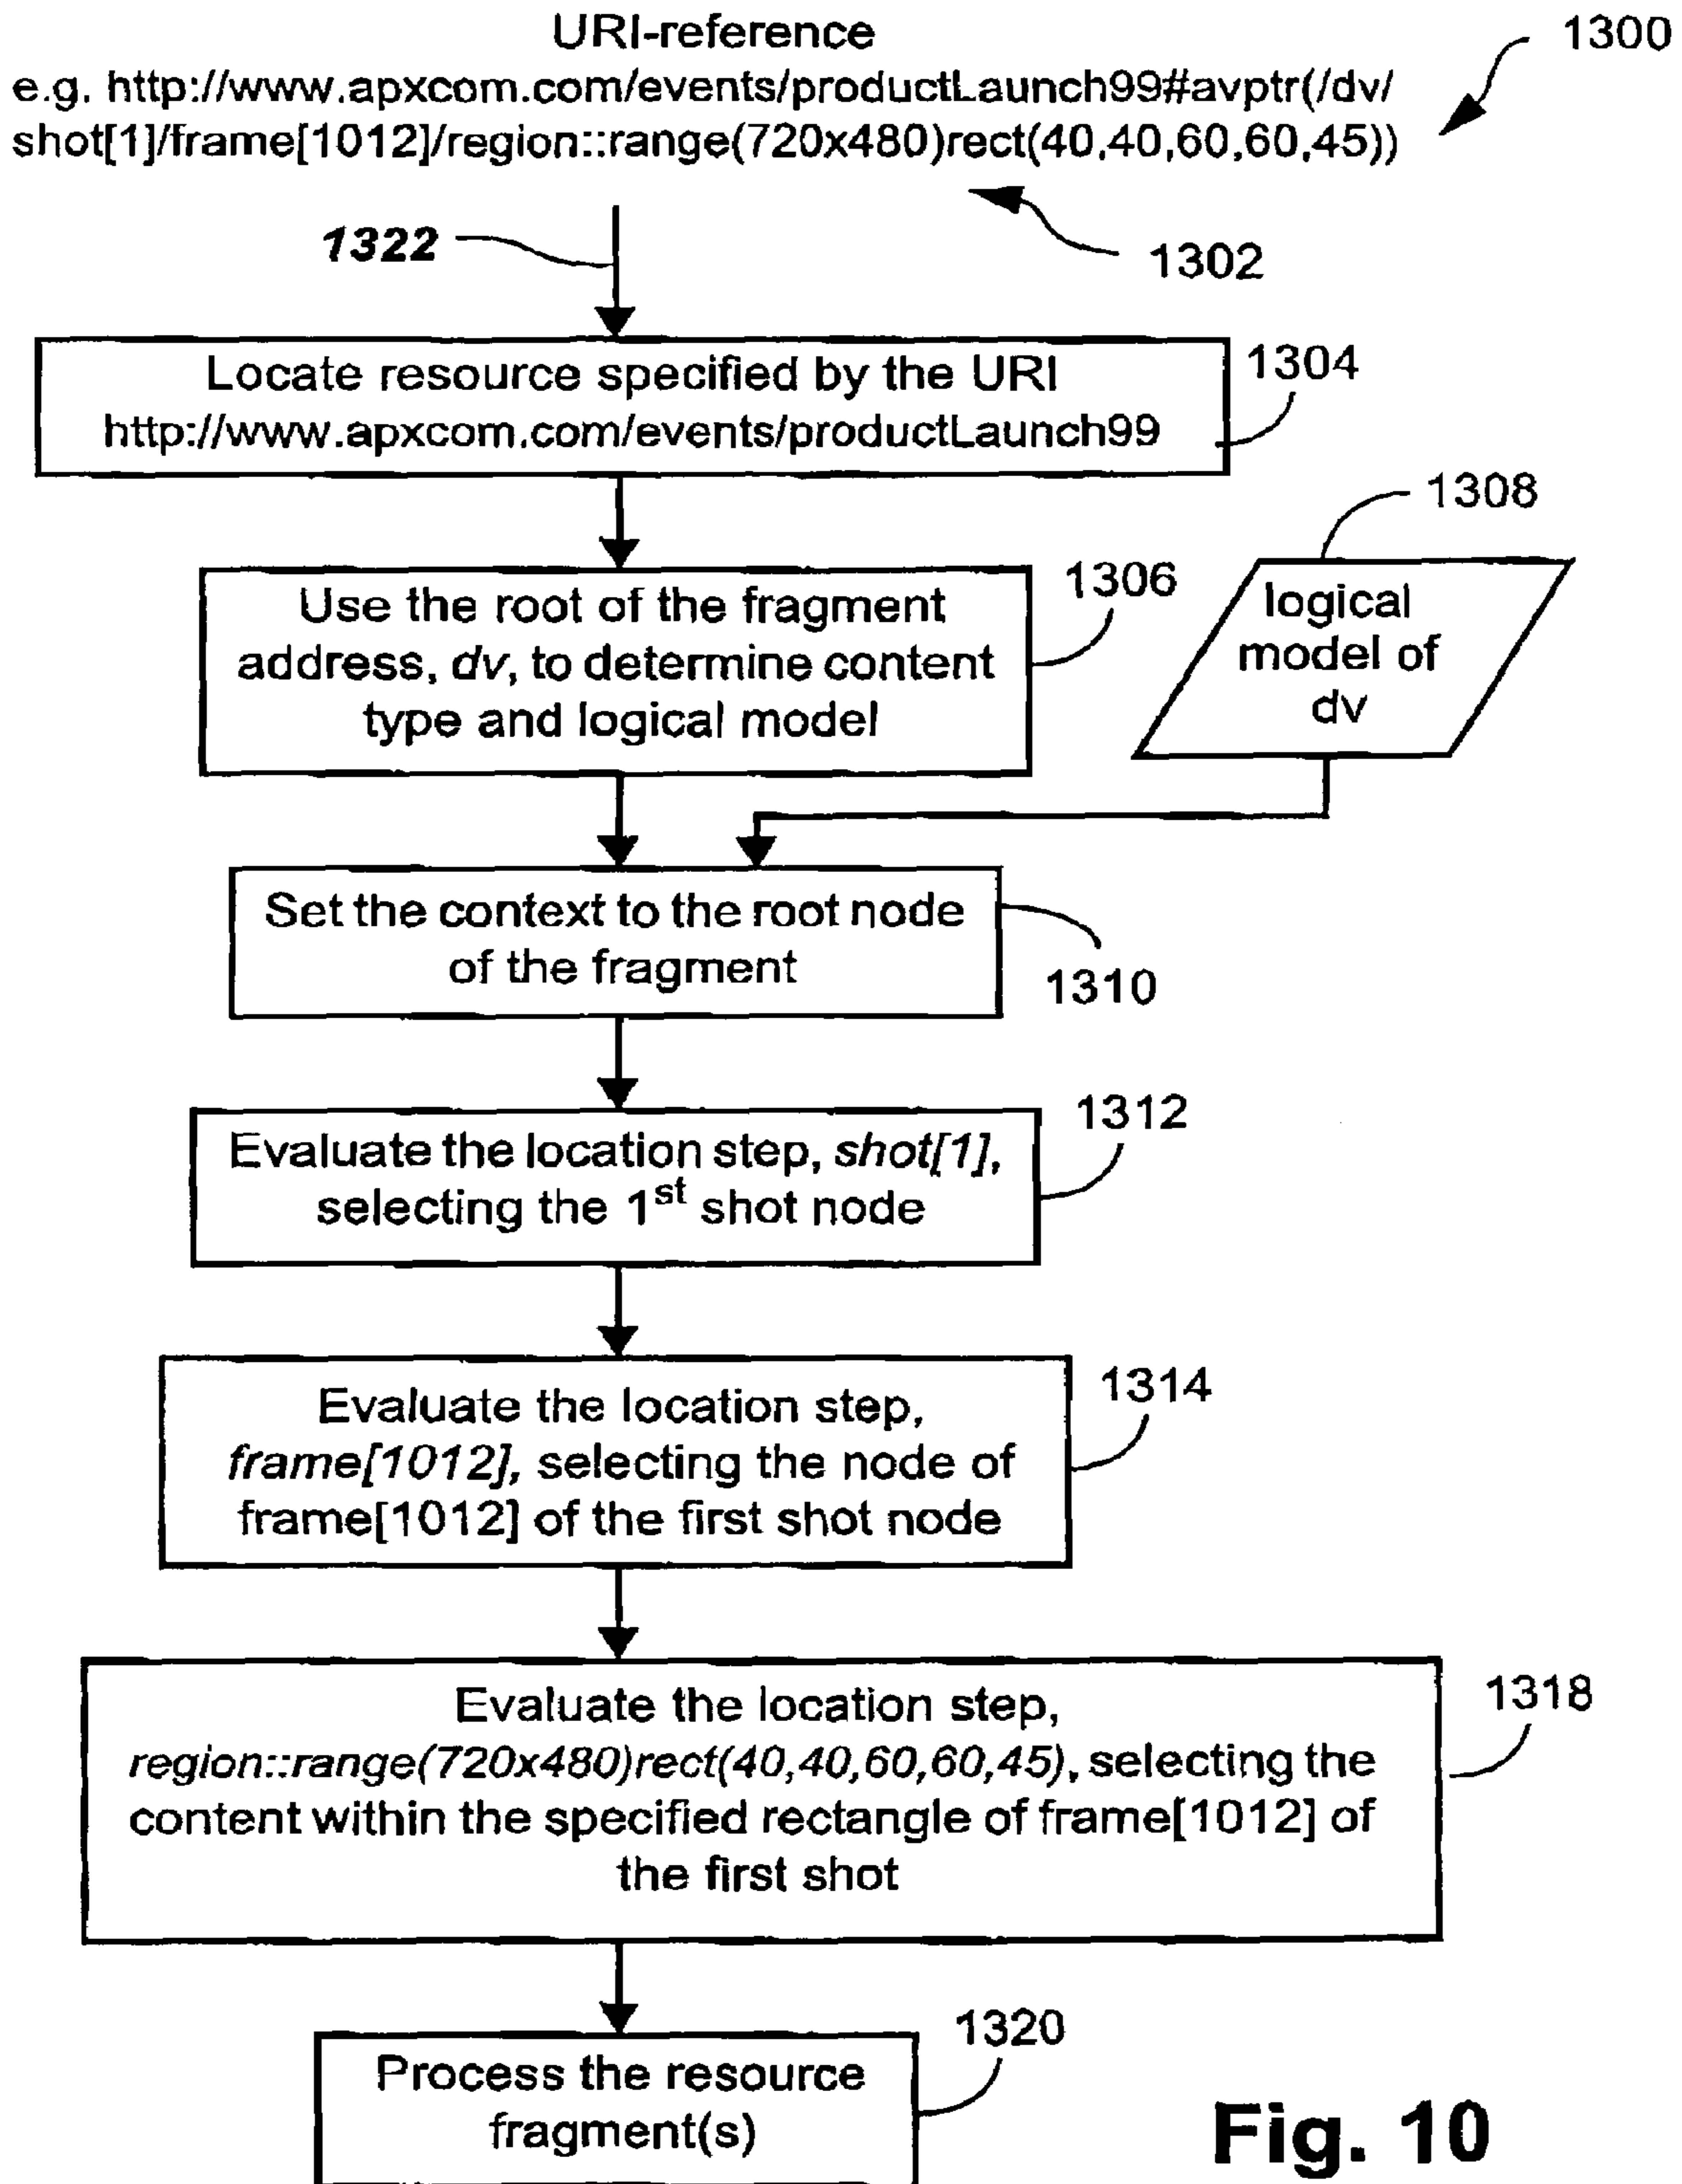 URI-reference
1300
e.g. http://www.apxcom.com/events/productLaunch99#avptr(/dv/
shot[1]/frame[1012]/region::range(720x480)rect(40,40,60,60,45))
1322
1302
Locate resource specified by the URI
http://www.apxcom.com/events/productLaunch99
1304
1308
Use the root of the fragment
address, dv, to determine content
type and logical model
1306
logical
model of
dv
Set the context to the root node
of the fragment
1310
Evaluate the location step, shot[1],
selecting the 1st shot node
1312
Evaluate the location step,
frame[1012], selecting the node of
frame[1012] of the first shot node
1314
Evaluate the location step,
region::range(720x480)rect(40,40,60,60,45), selecting the
content within the specified rectangle of frame[1012] of
the first shot
1318
Process the resource
fragment(s)
1320
Fig. 10